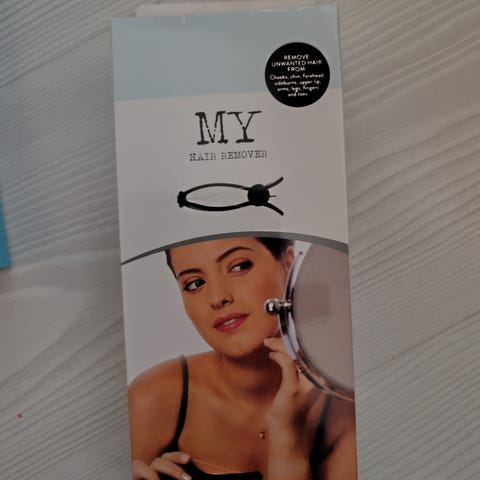 REMOVE
UNWANTED HAIR
FROM
Cheeks, chin, forehead,
sideburns, upper lip,
arms, legs, fingers
and toes.
MY
HAIR REMOVER